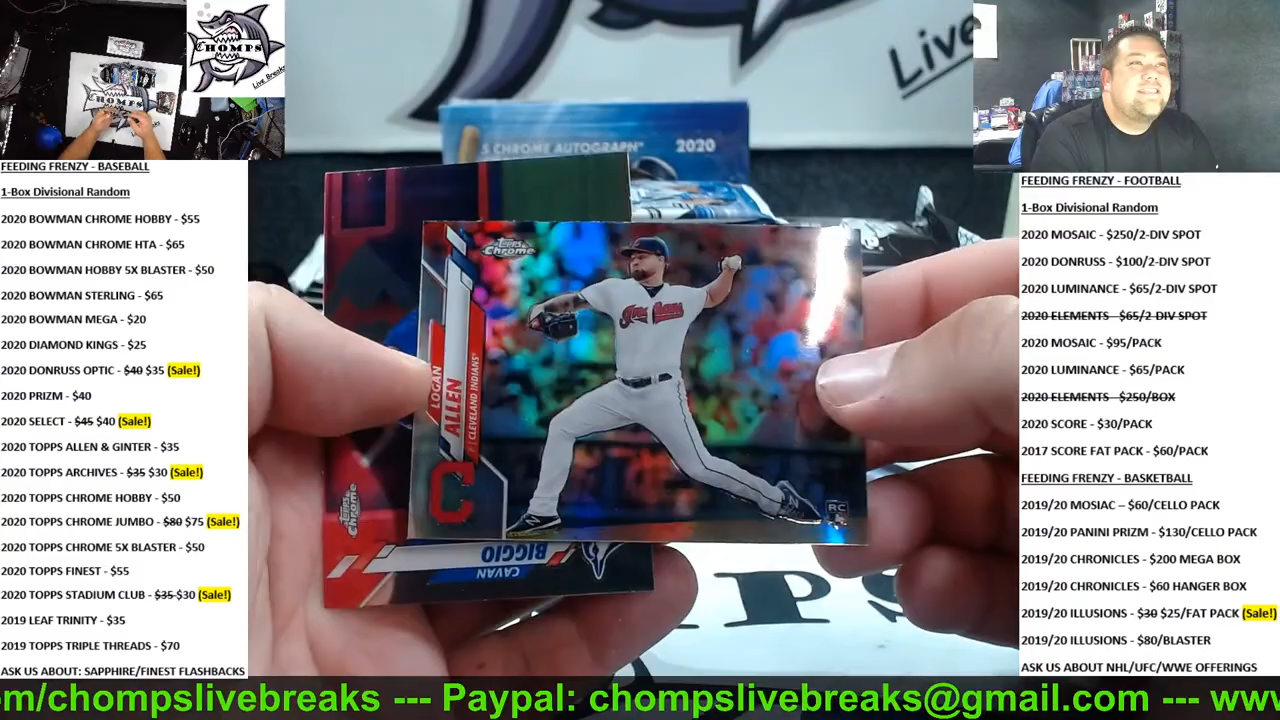 CHOMPS
Live Breaks
Live
FEEDING FRENZY - BASEBALL
1-Box Divisional Random
2020 BOWMAN CHROME HOBBY - $55
2020 BOWMAN CHROME HTA - $65
2020 BOWMAN HOBBY 5X BLASTER - $50
2020 BOWMAN STERLING - $65
2020 BOWMAN MEGA - $20
2020 DIAMOND KINGS - $25
2020 DONRUSS OPTIC - $40 $35 (Sale!)
2020 PRIZM - $40
2020 SELECT - $45 $40 (Sale!)
2020 TOPPS ALLEN & GINTER - $35
2020 TOPPS ARCHIVES - $35 $30 (Sale!)
2020 TOPPS CHROME HOBBY - $50
2020 TOPPS CHROME JUMBO - $80 $75 (Sale!)
2020 TOPPS CHROME 5X BLASTER - $50
2020 TOPPS FINEST - $55
2020 TOPPS STADIUM CLUB - $35 $30 (Sale!)
2019 LEAF TRINITY - $35
2019 TOPPS TRIPLE THREADS - $70
ASK US ABOUT: SAPPHIRE/FINEST FLASHBACKS
S CHROME AUTOGRAPH 2020
Topps Chrome
LOGAN ALLEN
CLEVELAND INDIANS
Indians
C
RC
Topps Chrome
CAVAN
BIGGIO
FEEDING FRENZY - FOOTBALL
1-Box Divisional Random
2020 MOSAIC - $250/2-DIV SPOT
2020 DONRUSS - $100/2-DIV SPOT
2020 LUMINANCE - $65/2-DIV SPOT
2020 ELEMENTS - $65/2-DIV SPOT
2020 MOSAIC - $95/PACK
2020 LUMINANCE - $65/PACK
2020 ELEMENTS - $250/BOX
2020 SCORE - $30/PACK
2017 SCORE FAT PACK - $60/PACK
FEEDING FRENZY - BASKETBALL
2019/20 MOSIAC – $60/CELLO PACK
2019/20 PANINI PRIZM - $130/CELLO PACK
2019/20 CHRONICLES - $200 MEGA BOX
2019/20 CHRONICLES - $60 HANGER BOX
2019/20 ILLUSIONS - $30 $25/FAT PACK (Sale!)
2019/20 ILLUSIONS - $80/BLASTER
ASK US ABOUT NHL/UFC/WWE OFFERINGS
m/chompslivebreaks --- Paypal: chompslivebreaks@gmail.com --- www